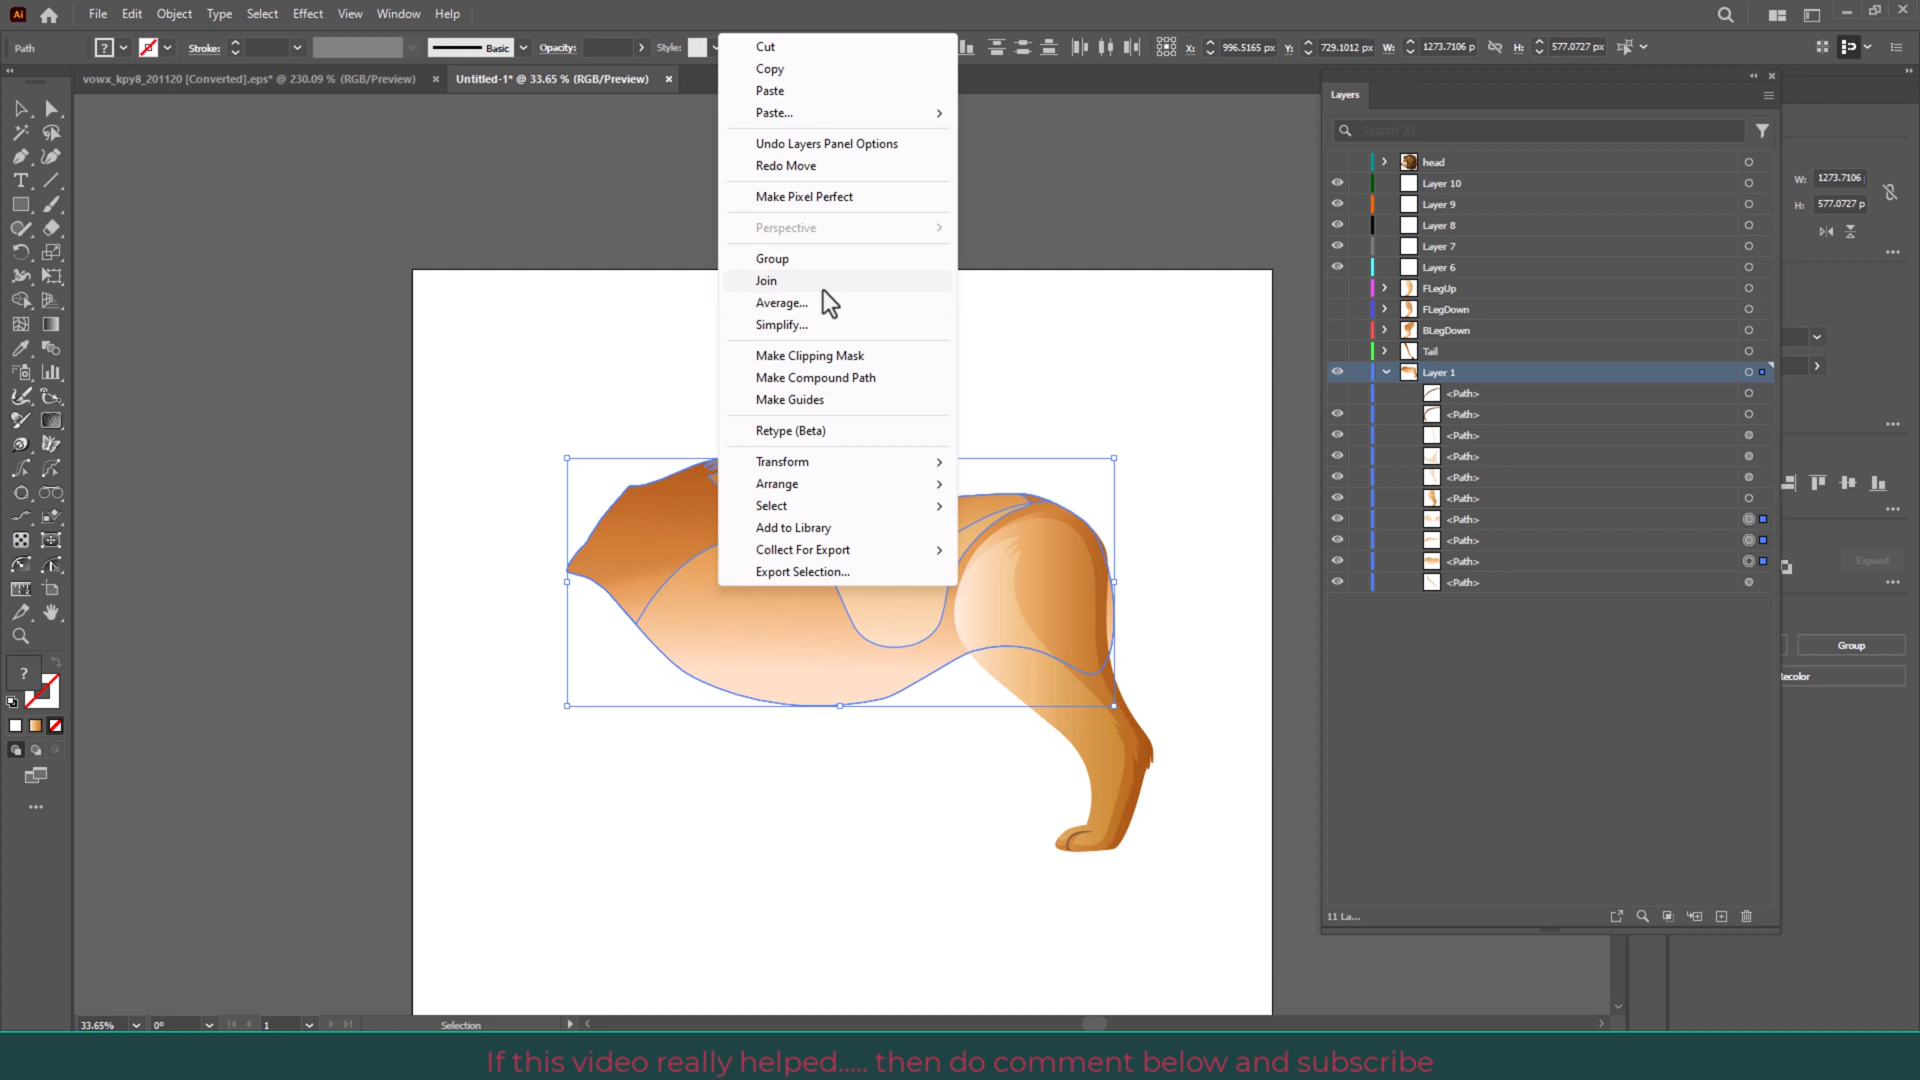 Ai File Edit Object Type Select Effect View Window Help
Path ? Stroke: Basic Opacity: Style: X: 996.5165 px Y: 729.1012 px W: 1273.7106 p H: 577.0727 px
vowx_kpy8_201120 [Converted].eps* @ 230.09 % (RGB/Preview) × Untitled-1* @ 33.65 % (RGB/Preview) ×
Cut
Copy
Paste
Paste...
Undo Layers Panel Options
Redo Move
Make Pixel Perfect
Perspective
Group
Join
Average...
Simplify...
Make Clipping Mask
Make Compound Path
Make Guides
Retype (Beta)
Transform
Arrange
Select
Add to Library
Collect For Export
Export Selection...
Layers
Search All
head
Layer 10
Layer 9
Layer 8
Layer 7
Layer 6
FLegUp
FLegDown
BLegDown
Tail
Layer 1
<Path>
<Path>
<Path>
<Path>
<Path>
<Path>
<Path>
<Path>
<Path>
<Path>
11 La...
W: 1273.7106
H: 577.0727 p
Expand
Group
Recolor
?
33.65% 0° 1 Selection
If this video really helped..... then do comment below and subscribe